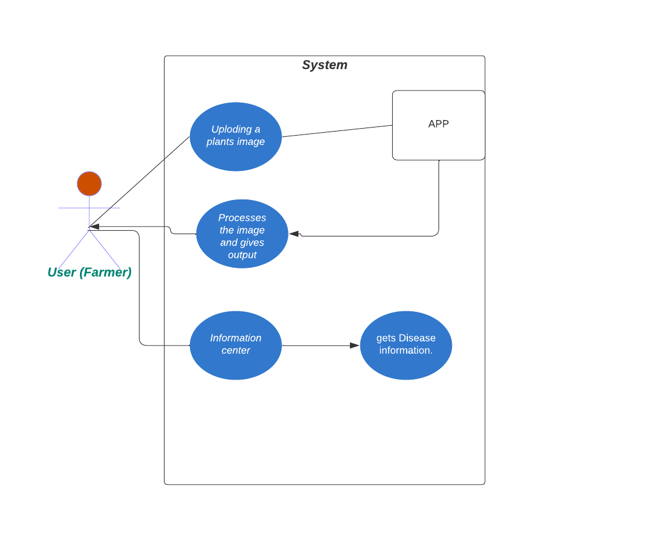 System
APP
Uploding a
plants image
Processes
the image
and gives
output
User (Farmer)
Information
center
gets Disease
information.